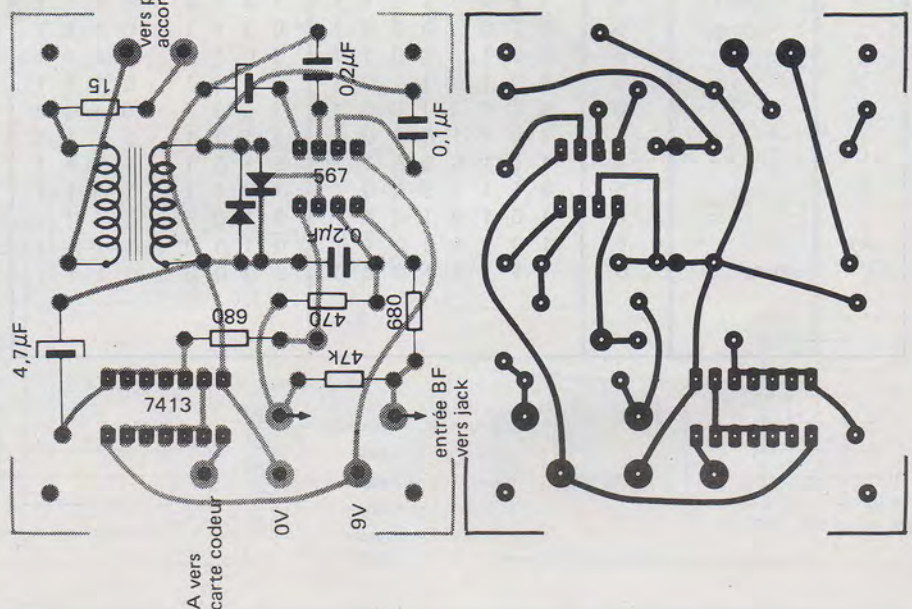 vers
15
0,2µF
0,1µF
567
0,2µF
4,7µF
680
470
680
47k
7413
entrée BF
vers jack
A vers
carte codeur
0V
9V